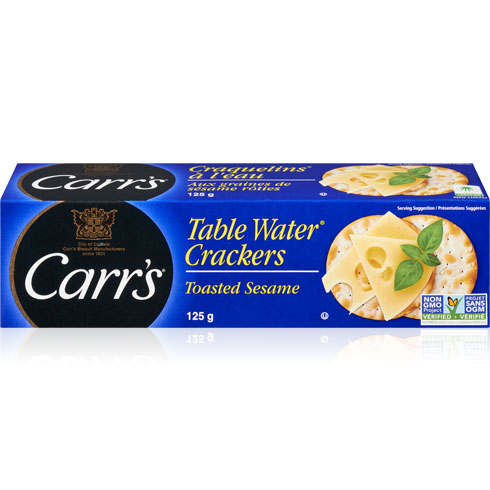 Carr's
Craquelins
à l'eau
Aux graines de
sésame rôties
125 g
City of Carlisle
Carr's Biscuit Manufacturers
since 1831
Carr's®
Table Water®
Crackers
Toasted Sesame
125 g
U
Serving Suggestion / Présentations Suggérées
NON
GMO
Project
VERIFIED
PROJET
SANS
OGM
VÉRIFIÉ